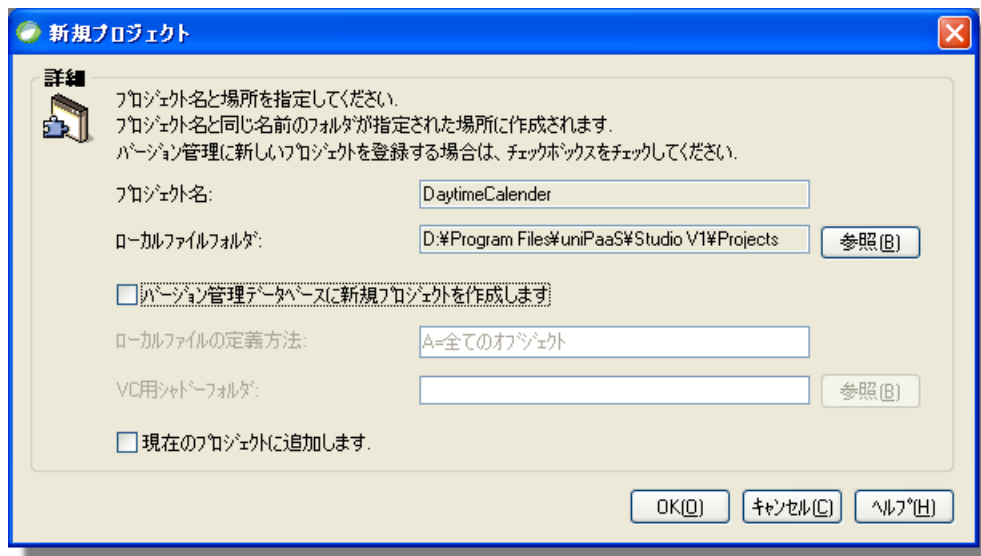 新規プロジェクト
詳細
プロジェクト名と場所を指定してください.
プロジェクト名と同じ名前のフォルダが指定された場所に作成されます.
バージョン管理に新しいプロジェクトを登録する場合は、チェックボックスをチェックしてください.
プロジェクト名: DaytimeCalender
ローカルファイルフォルダ: D:¥Program Files¥uniPaaS¥Studio V1¥Projects 参照(B)
バージョン管理データベースに新規プロジェクトを作成します
ローカルファイルの定義方法: A=全てのオブジェクト
VC用シャドーフォルダ: 参照(B)
現在のプロジェクトに追加します.
OK(O) キャンセル(C) ヘルプ(H)